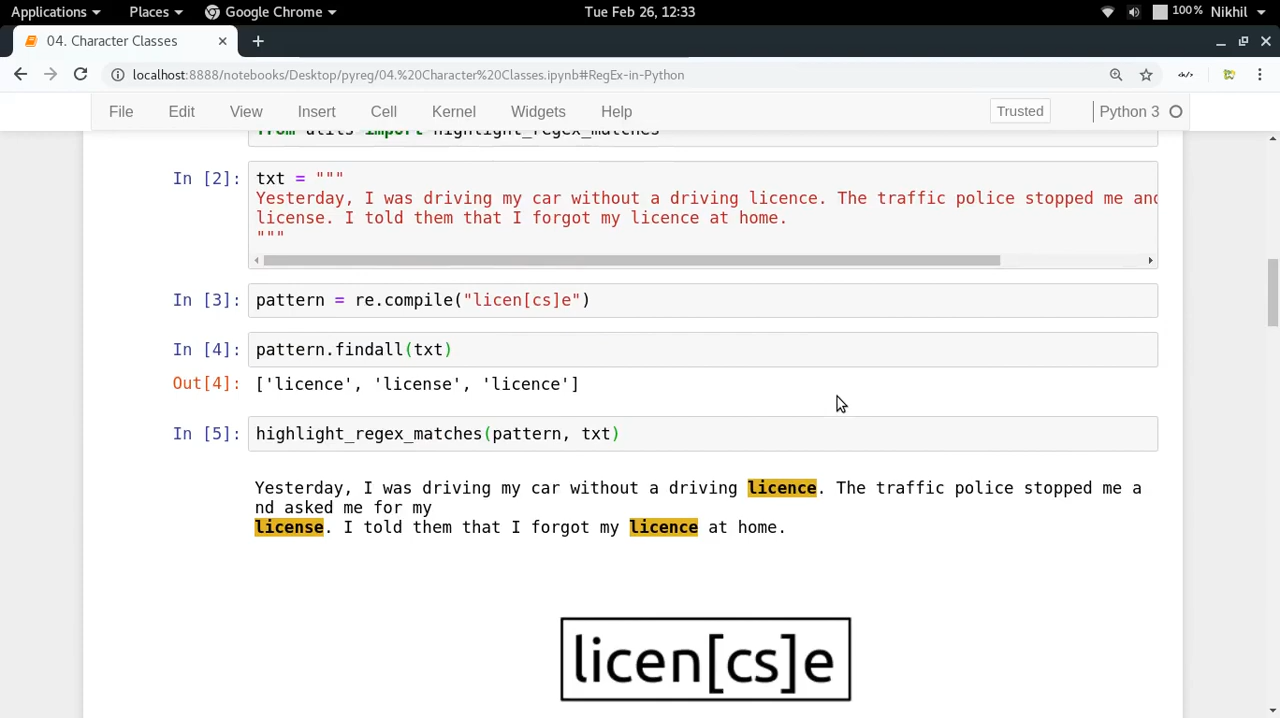 Applications Places Google Chrome Tue Feb 26, 12:33 100% Nikhil
04. Character Classes
localhost:8888/notebooks/Desktop/pyreg/04.%20Character%20Classes.ipynb#RegEx-in-Python
File Edit View Insert Cell Kernel Widgets Help Trusted Python 3
from utils import highlight_regex_matches
In [2]: txt = """
Yesterday, I was driving my car without a driving licence. The traffic police stopped me and
license. I told them that I forgot my licence at home.
"""
In [3]: pattern = re.compile("licen[cs]e")
In [4]: pattern.findall(txt)
Out[4]: ['licence', 'license', 'licence']
In [5]: highlight_regex_matches(pattern, txt)
Yesterday, I was driving my car without a driving licence. The traffic police stopped me a
nd asked me for my
license. I told them that I forgot my licence at home.
licen[cs]e